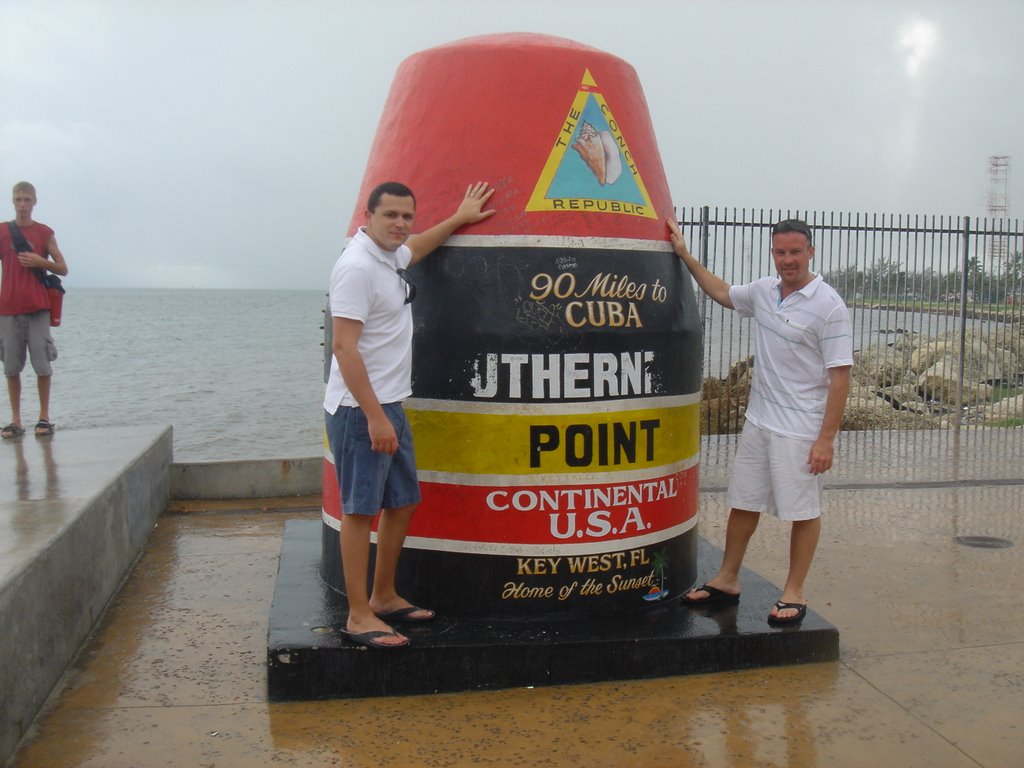 THE CONCH
REPUBLIC
90 Miles to
CUBA
UTHERN
POINT
CONTINENTAL
U.S.A.
KEY WEST, FL
Home of the Sunset